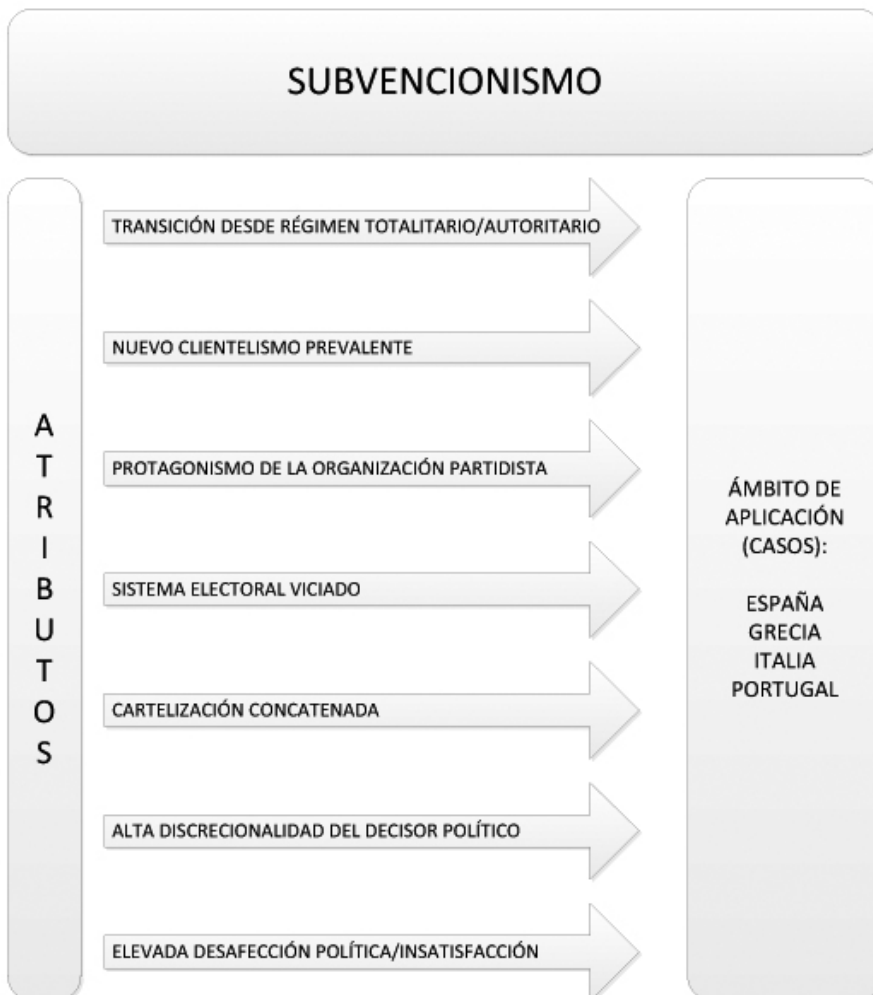 SUBVENCIONISMO
A
T
R
I
B
U
T
O
S
TRANSICIÓN DESDE RÉGIMEN TOTALITARIO/AUTORITARIO
NUEVO CLIENTELISMO PREVALENTE
PROTAGONISMO DE LA ORGANIZACIÓN PARTIDISTA
SISTEMA ELECTORAL VICIADO
CARTELIZACIÓN CONCATENADA
ALTA DISCRECIONALIDAD DEL DECISOR POLÍTICO
ELEVADA DESAFECCIÓN POLÍTICA/INSATISFACCIÓN
ÁMBITO DE
APLICACIÓN
(CASOS):
ESPAÑA
GRECIA
ITALIA
PORTUGAL